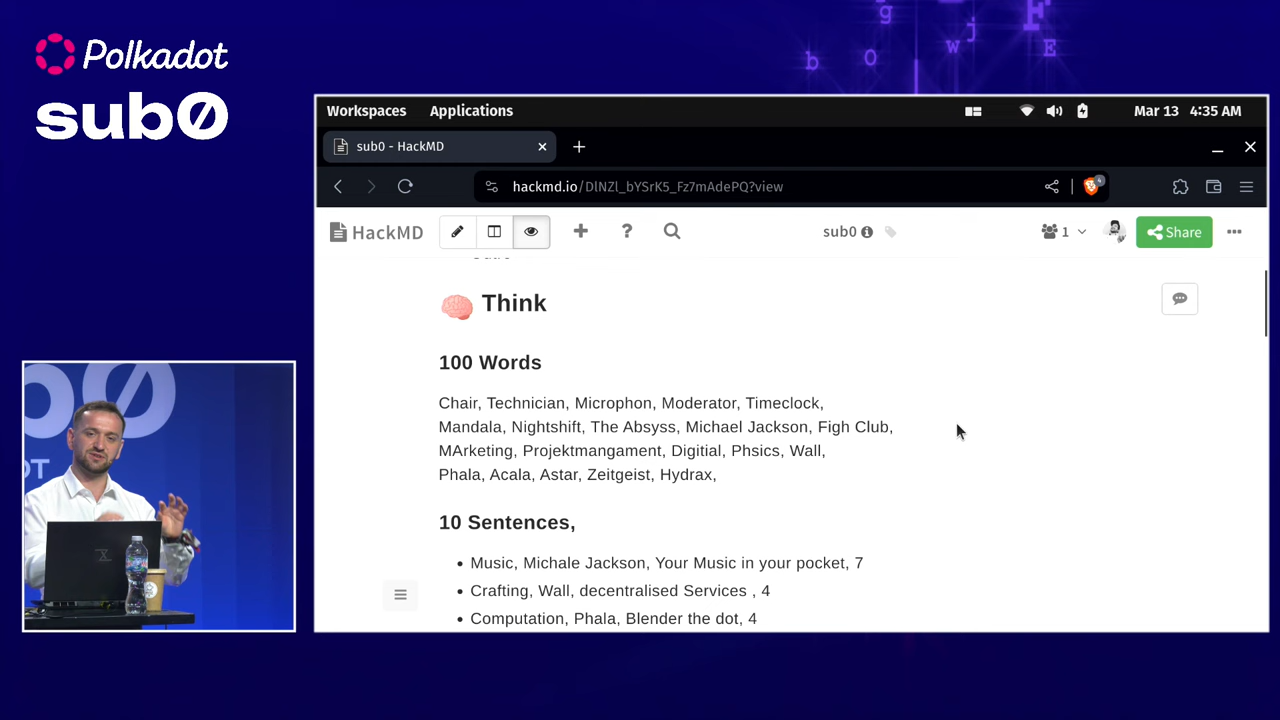 Polkadot
sub0
g
F
j
b
O
w
E
Workspaces Applications
Mar 13 4:35 AM
sub0 - HackMD
hackmd.io/DlNZl_bYSrK5_Fz7mAdePQ?view
4
HackMD
sub0
1
Share
Think
100 Words
Chair, Technician, Microphon, Moderator, Timeclock,
Mandala, Nightshift, The Absyss, Michael Jackson, Figh Club,
MArketing, Projektmangament, Digitial, Phsics, Wall,
Phala, Acala, Astar, Zeitgeist, Hydrax,
10 Sentences,
• Music, Michale Jackson, Your Music in your pocket, 7
• Crafting, Wall, decentralised Services , 4
• Computation, Phala, Blender the dot, 4
b0
OT